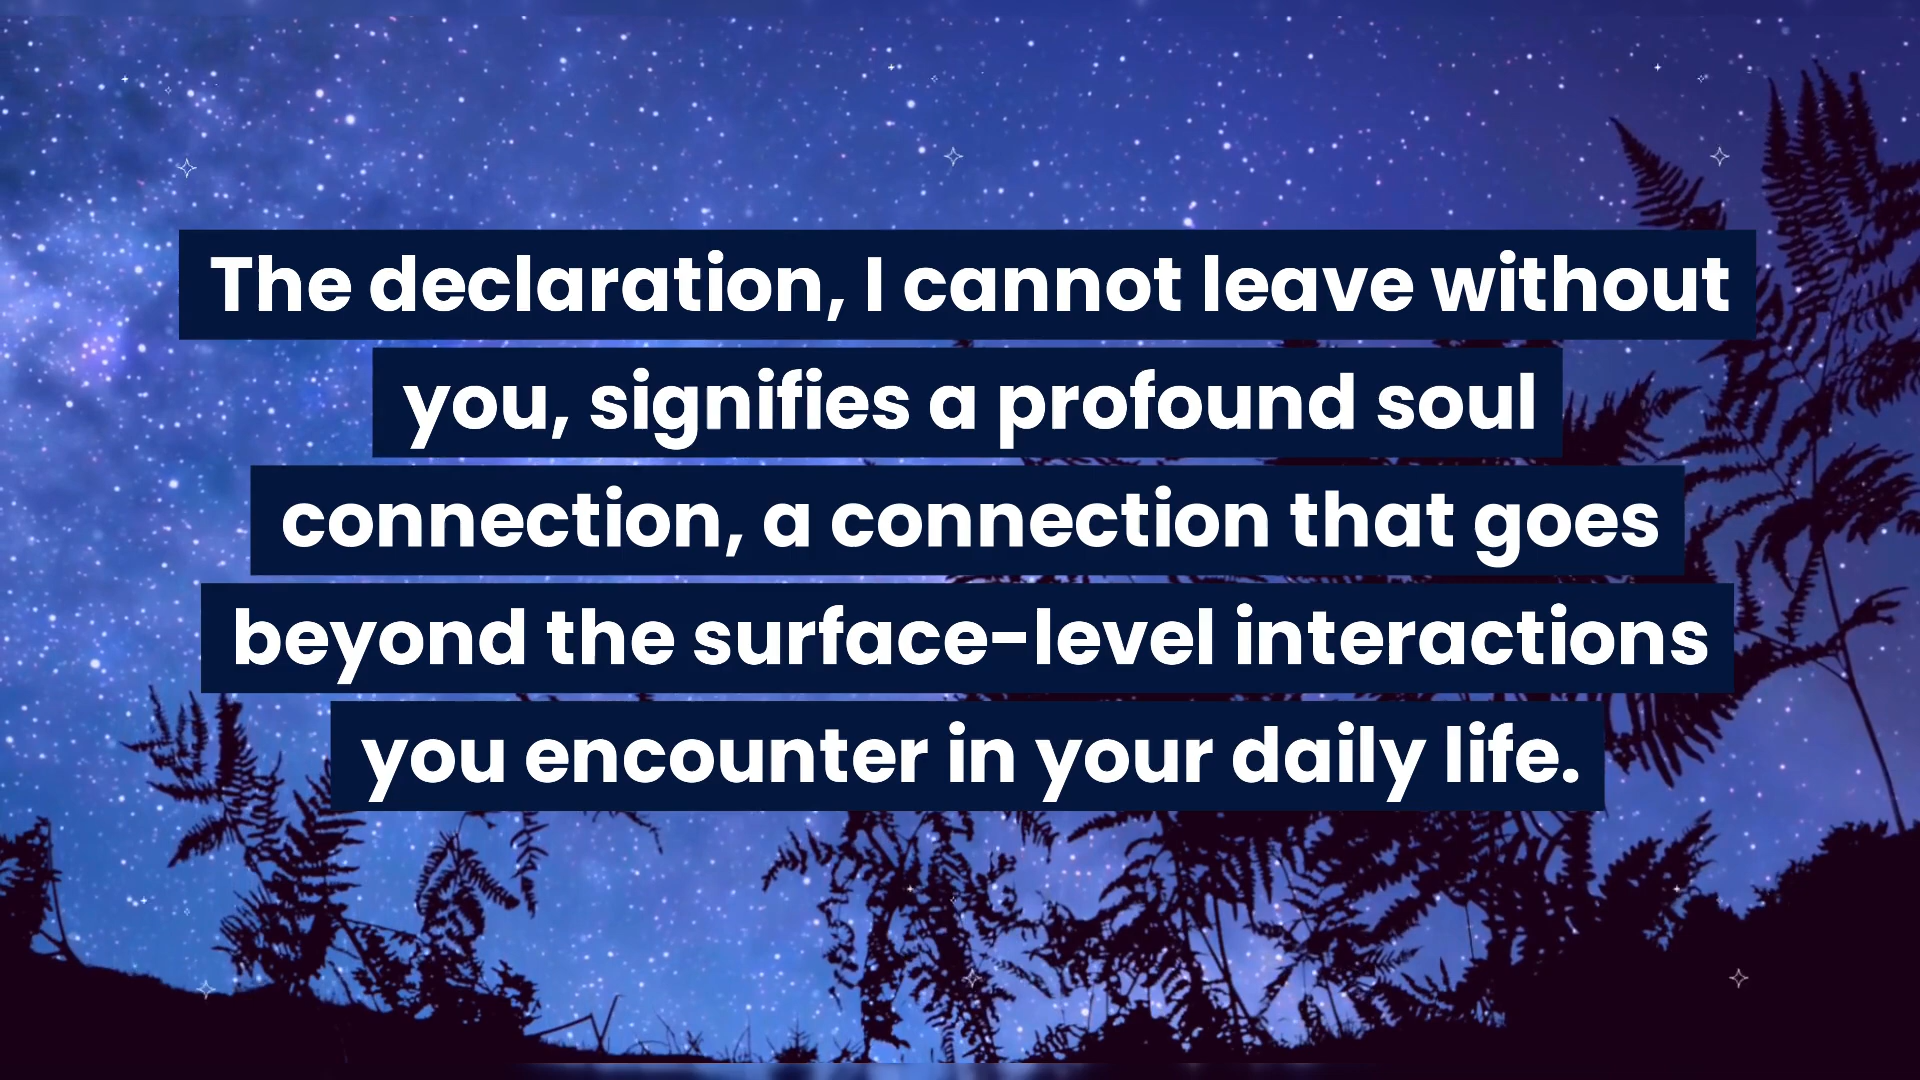 The declaration, I cannot leave without
you, signifies a profound soul
connection, a connection that goes
beyond the surface-level interactions
you encounter in your daily life.